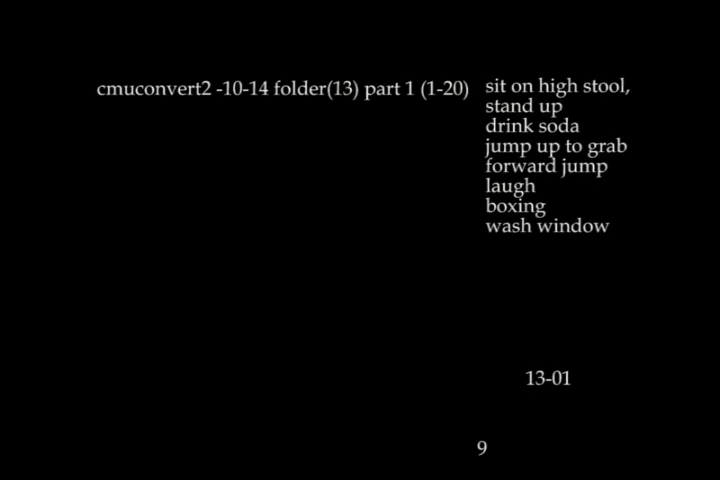 cmuconvert2 -10-14 folder(13) part 1 (1-20)
sit on high stool,
stand up
drink soda
jump up to grab
forward jump
laugh
boxing
wash window
13-01
9